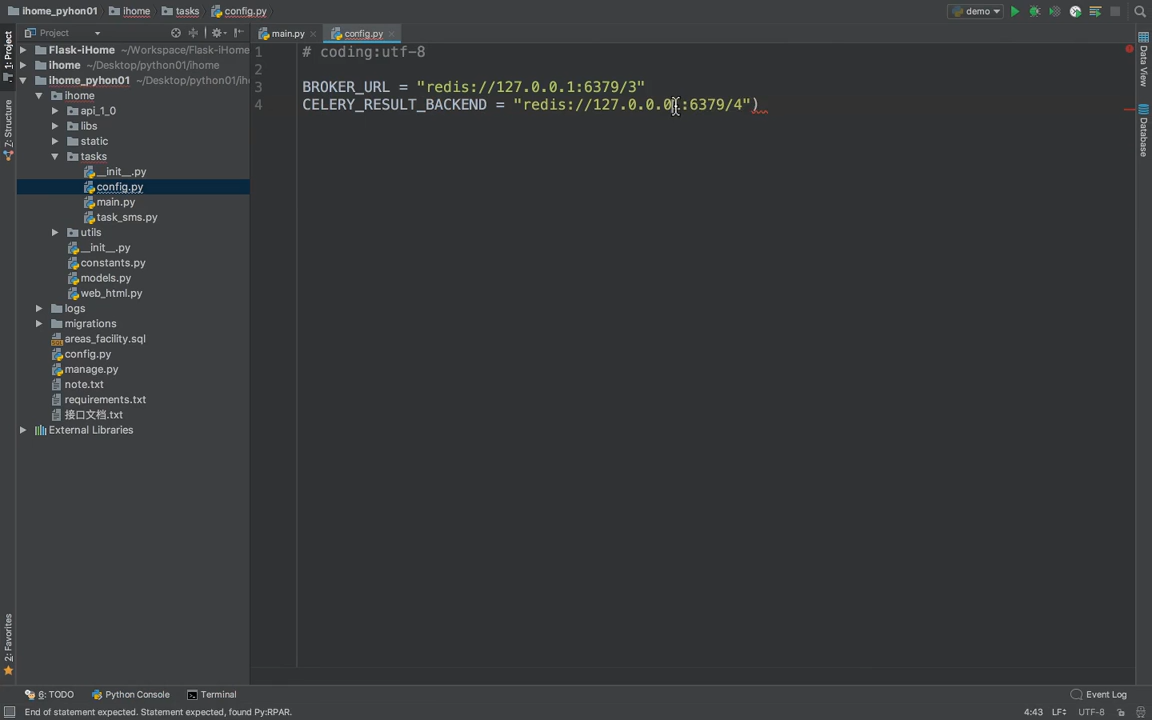 ihome_pyhon01 ihome tasks config.py demo
Project main.py config.py
Flask-iHome ~/Workspace/Flask-iHome
ihome ~/Desktop/python01/ihome
ihome_pyhon01 ~/Desktop/python01/ih
ihome
api_1_0
libs
static
tasks
__init__.py
config.py
main.py
task_sms.py
utils
__init__.py
constants.py
models.py
web_html.py
logs
migrations
areas_facility.sql
config.py
manage.py
note.txt
requirements.txt
接口文档.txt
External Libraries
1 # coding:utf-8
2
3 BROKER_URL = "redis://127.0.0.1:6379/3"
4 CELERY_RESULT_BACKEND = "redis://127.0.0.01:6379/4")
1: Project
7: Structure
2: Favorites
Data View
Database
6: TODO Python Console Terminal Event Log
End of statement expected. Statement expected, found Py:RPAR. 4:43 LF UTF-8